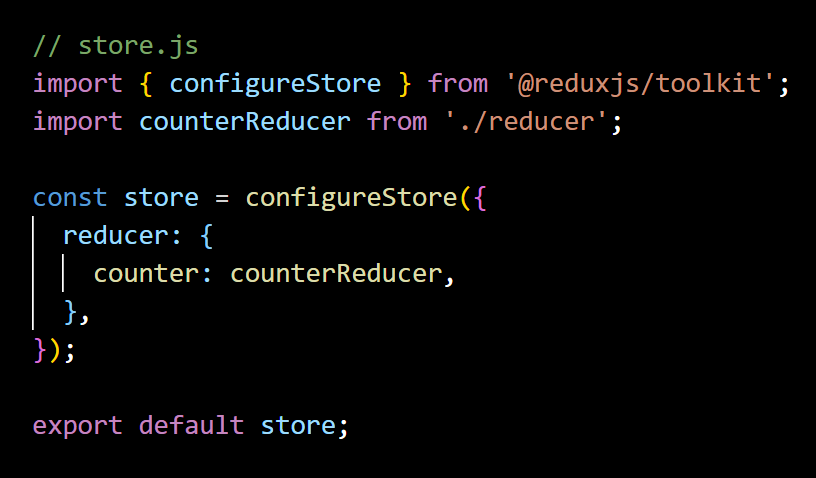 // store.js
import { configureStore } from '@reduxjs/toolkit';
import counterReducer from './reducer';
const store = configureStore({
  reducer: {
    counter: counterReducer,
  },
});
export default store;